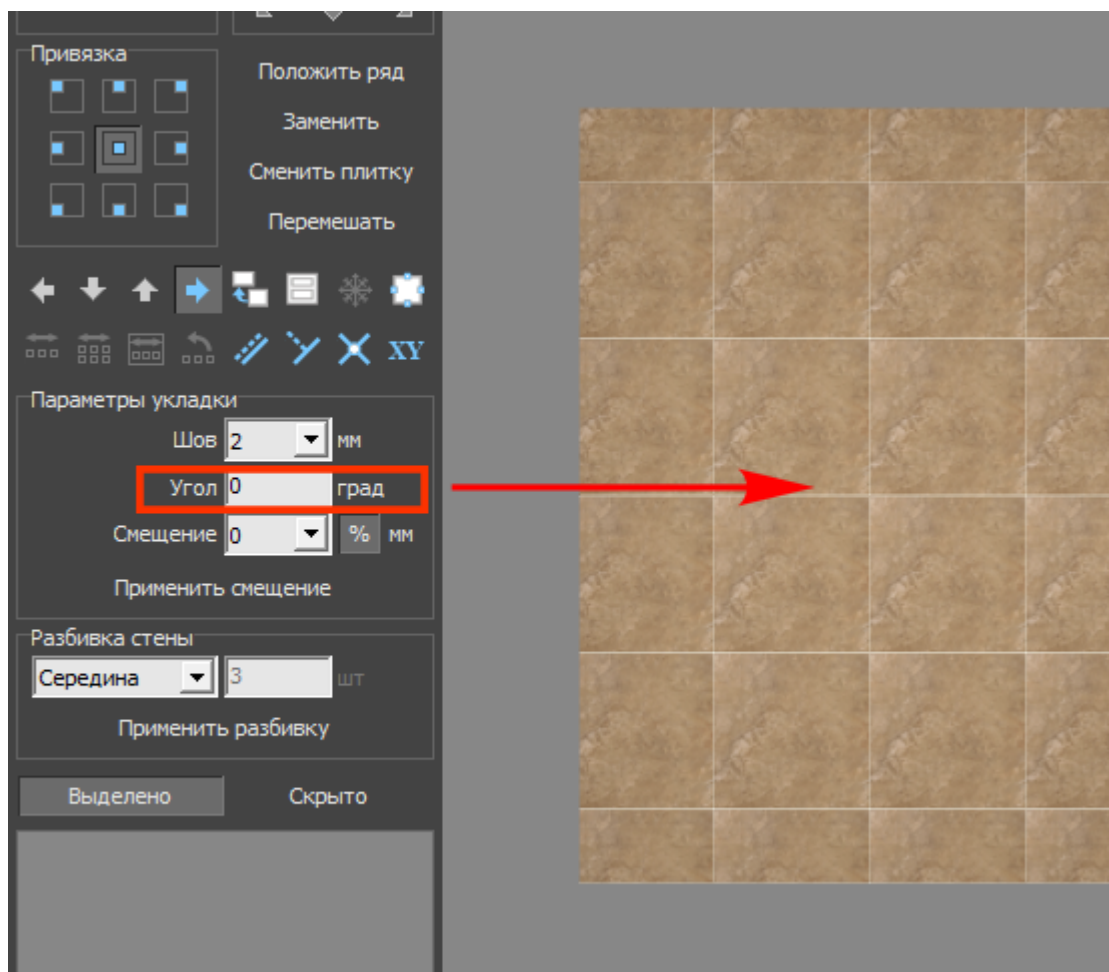 Привязка
Положить ряд
Заменить
Сменить плитку
Перемешать
XY
Параметры укладки
Шов 2 мм
Угол 0 град
Смещение 0 % мм
Применить смещение
Разбивка стены
Середина 3 шт
Применить разбивку
Выделено Скрыто